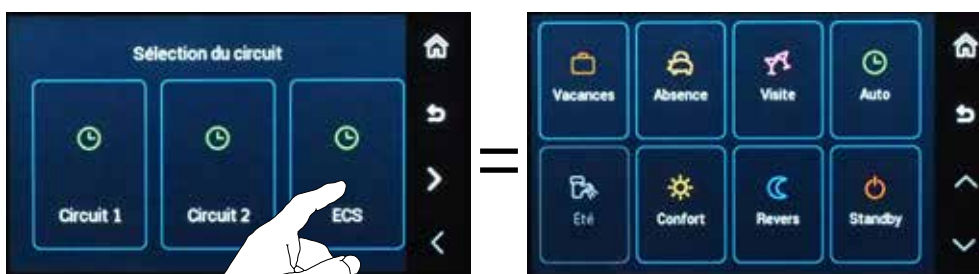 Sélection du circuit
Circuit 1
Circuit 2
ECS
=
Vacances
Absence
Visite
Auto
Été
Confort
Revers
Standby